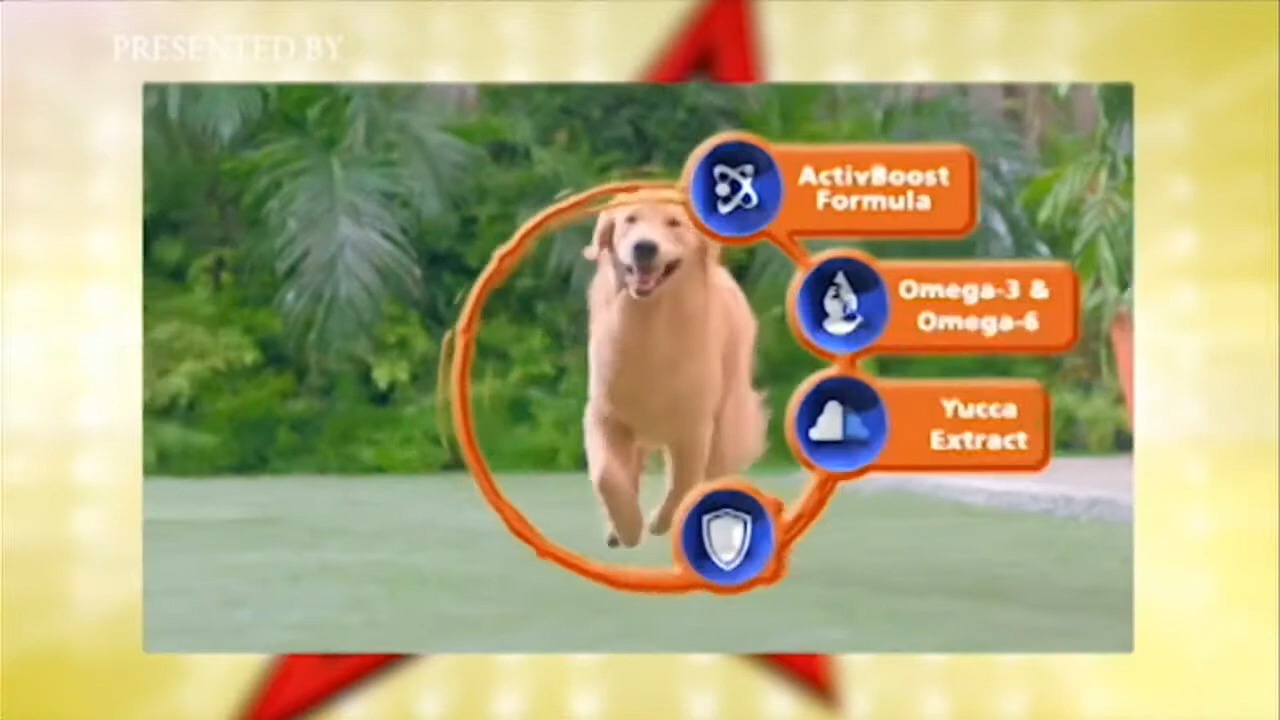 PRESENTED BY
ActivBoost
Formula
Omega-3 &
Omega-6
Yucca
Extract